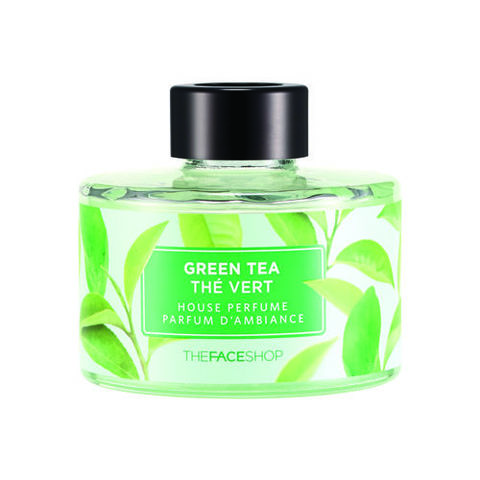 GREEN TEA
THÉ VERT
HOUSE PERFUME
PARFUM D'AMBIANCE
THEFACESHOP